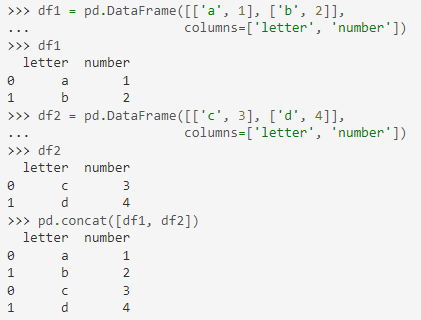 >>> df1 = pd.DataFrame([['a', 1], ['b', 2]],
...                    columns=['letter', 'number'])
>>> df1
  letter  number
0      a       1
1      b       2
>>> df2 = pd.DataFrame([['c', 3], ['d', 4]],
...                    columns=['letter', 'number'])
>>> df2
  letter  number
0      c       3
1      d       4
>>> pd.concat([df1, df2])
  letter  number
0      a       1
1      b       2
0      c       3
1      d       4